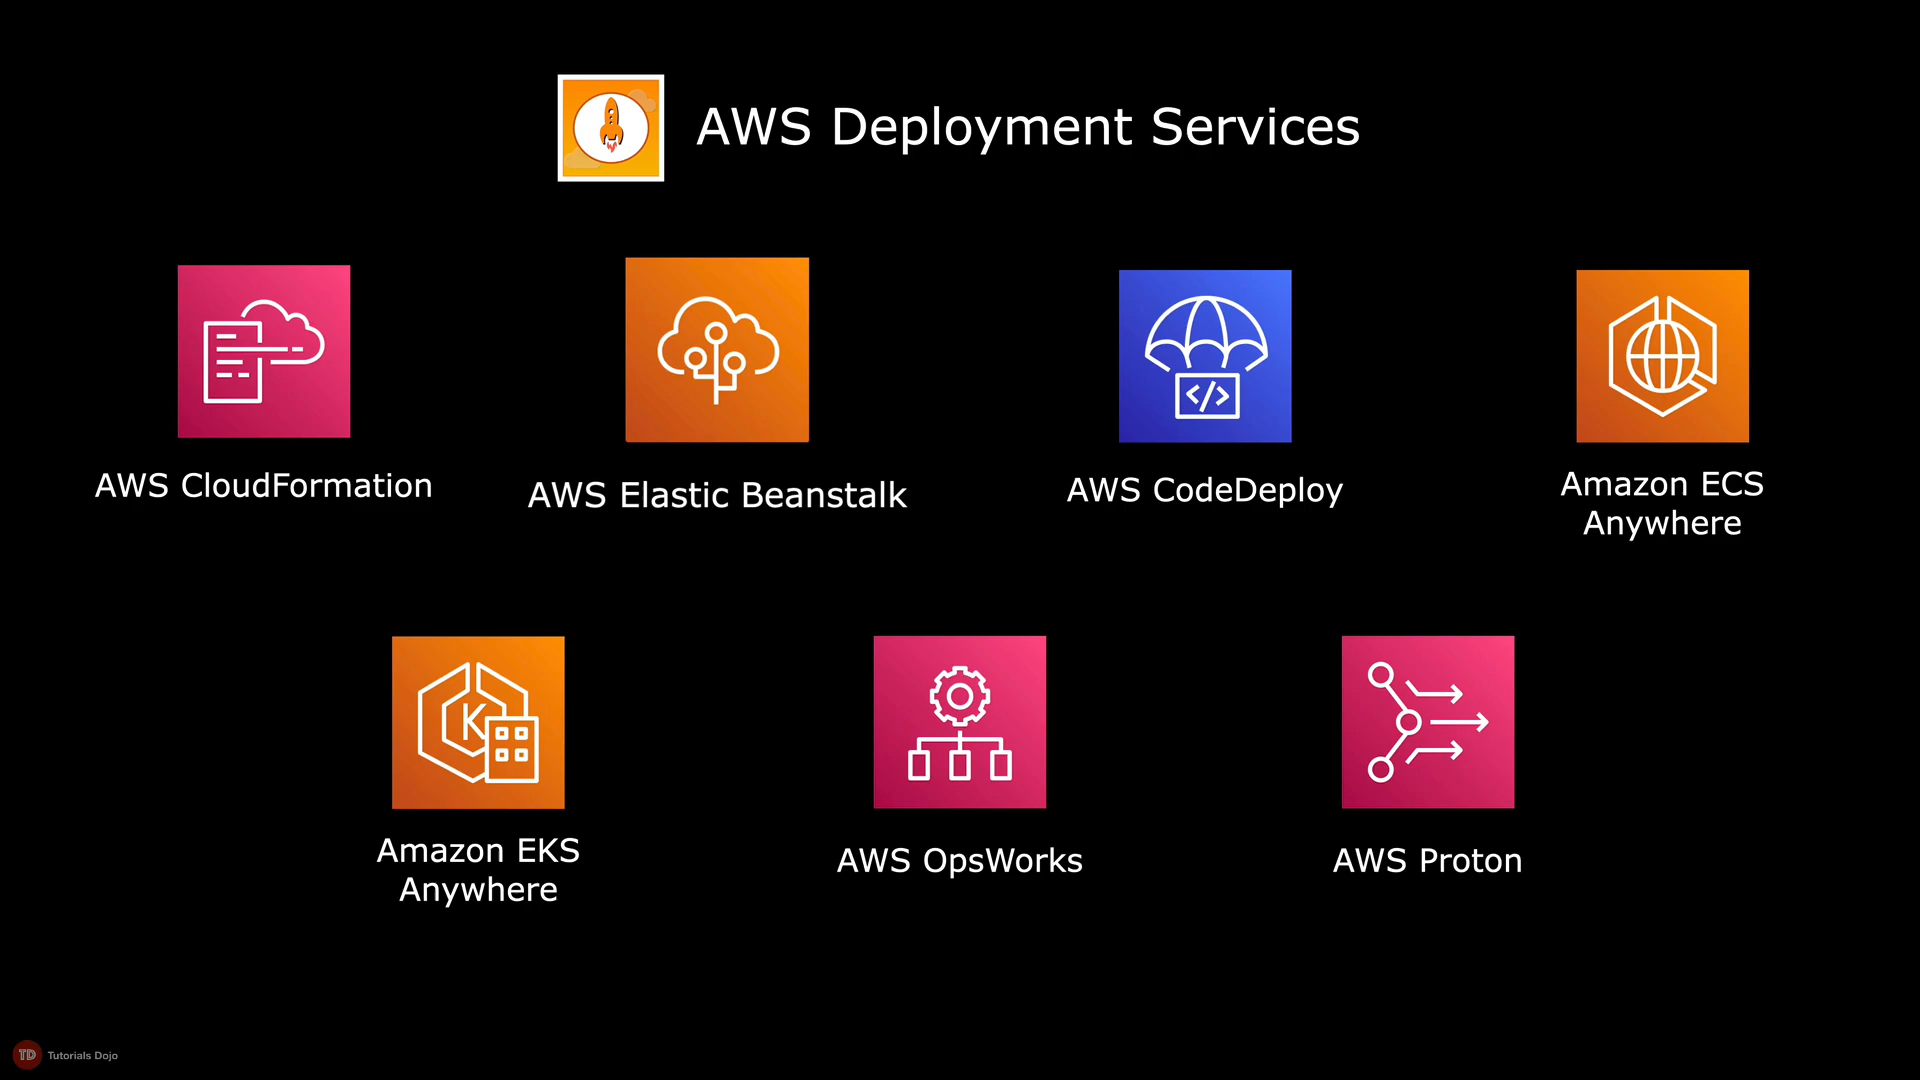 AWS Deployment Services
AWS CloudFormation
AWS Elastic Beanstalk
</>
AWS CodeDeploy
Amazon ECS
Anywhere
K
Amazon EKS
Anywhere
AWS OpsWorks
AWS Proton
TD Tutorials Dojo